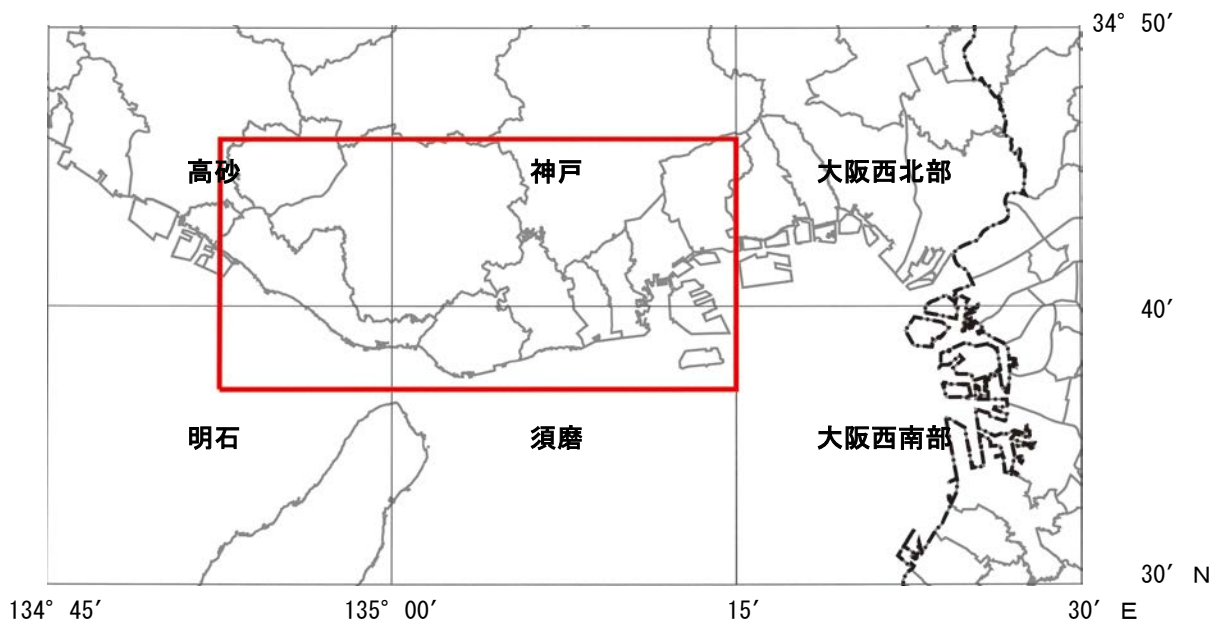 34° 50′
高砂
神戸
大阪西北部
40′
明石
須磨
大阪西南部
30′ N
134° 45′
135° 00′
15′
30′ E